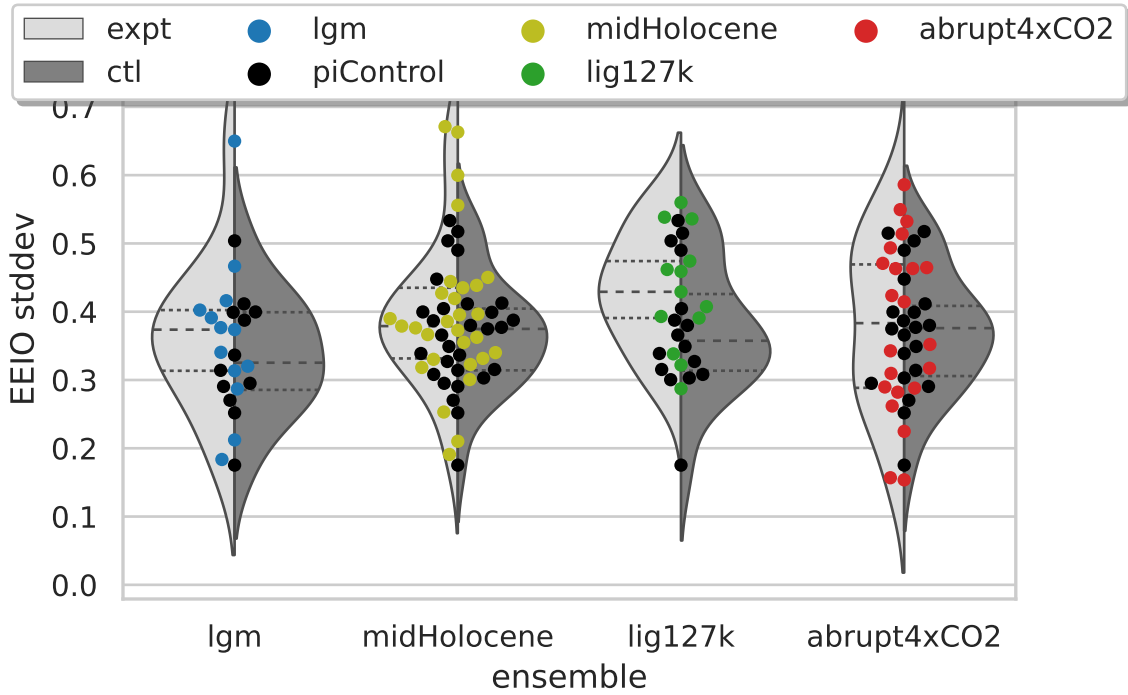 expt lgm midHolocene abrupt4xCO2
ctl piControl lig127k
0.7
0.6
0.5
0.4
0.3
0.2
0.1
0.0
EEIO stddev
lgm midHolocene lig127k abrupt4xCO2
ensemble